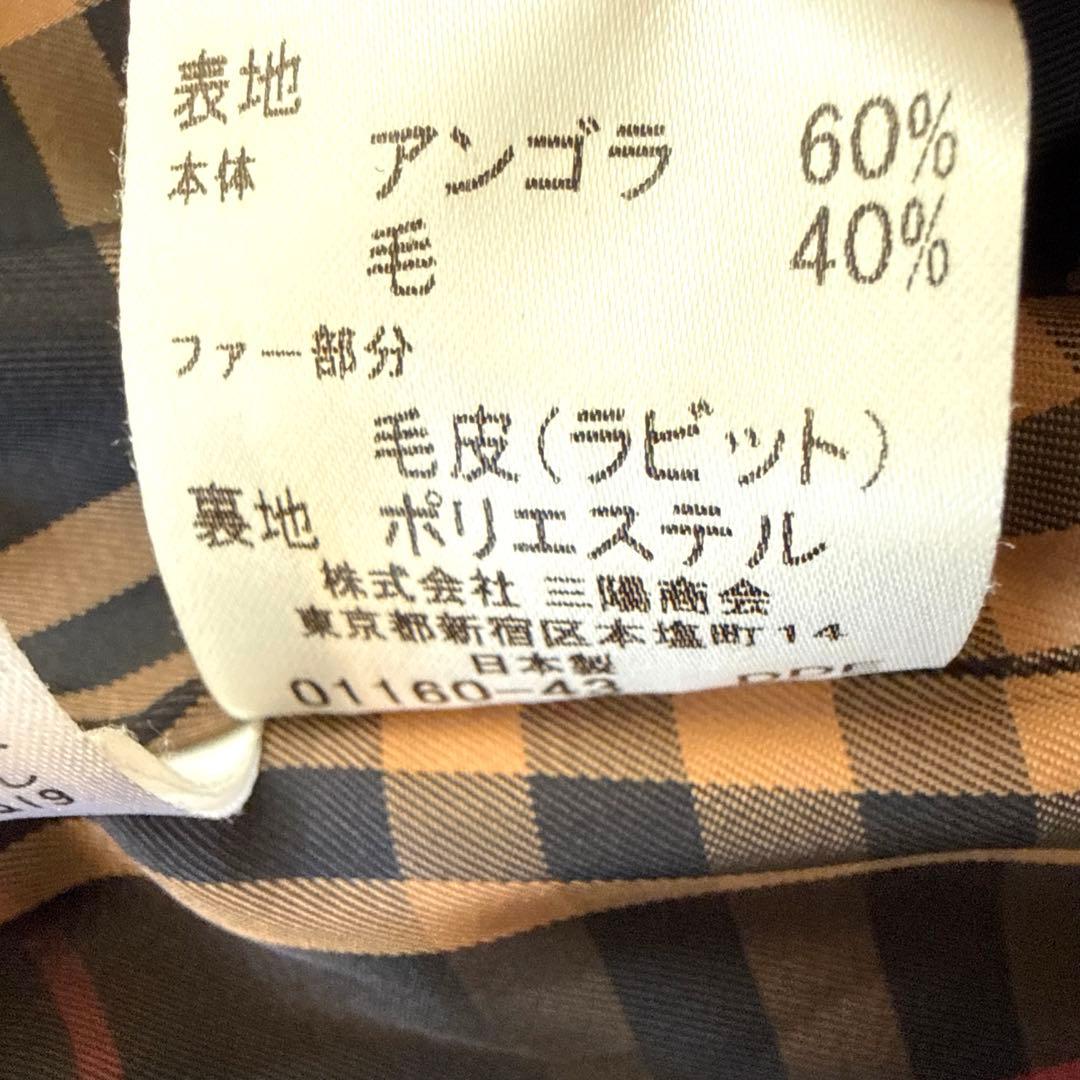 表地
本体 アンゴラ 60%
毛 40%
ファー部分
毛皮(ラビット)
裏地 ポリエステル
株式会社 三陽商会
東京都新宿区本塩町14
日本製
01160-43